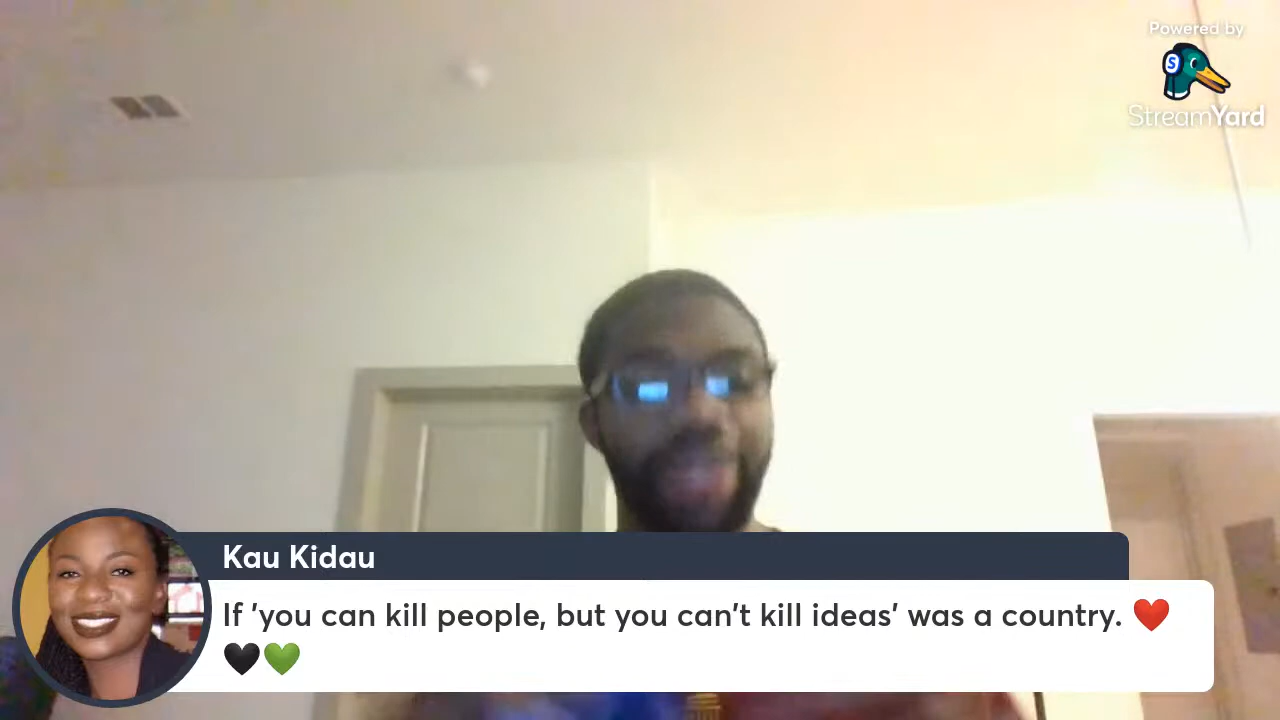 Powered by
StreamYard
Kau Kidau
If 'you can kill people, but you can't kill ideas' was a country. ❤️
🖤💚